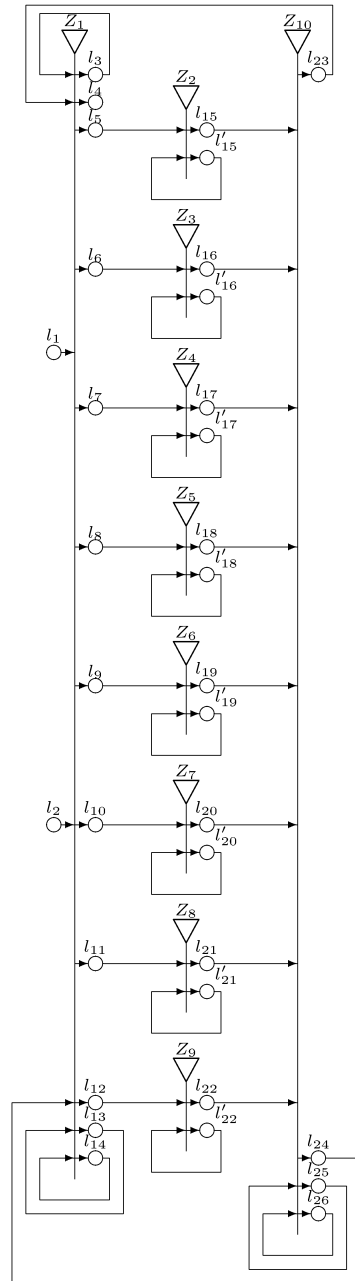 Z₁ Z₁₀
l₃ l₂₃
l₄ Z₂
l₅ l₁₅
l′₁₅
Z₃
l₆ l₁₆
l′₁₆
l₁
Z₄
l₇ l₁₇
l′₁₇
Z₅
l₈ l₁₈
l′₁₈
Z₆
l₉ l₁₉
l′₁₉
Z₇
l₂ l₁₀ l₂₀
l′₂₀
Z₈
l₁₁ l₂₁
l′₂₁
Z₉
l₁₂ l₂₂
l₁₃ l′₂₂
l₁₄ l₂₄
l₂₅
l₂₆